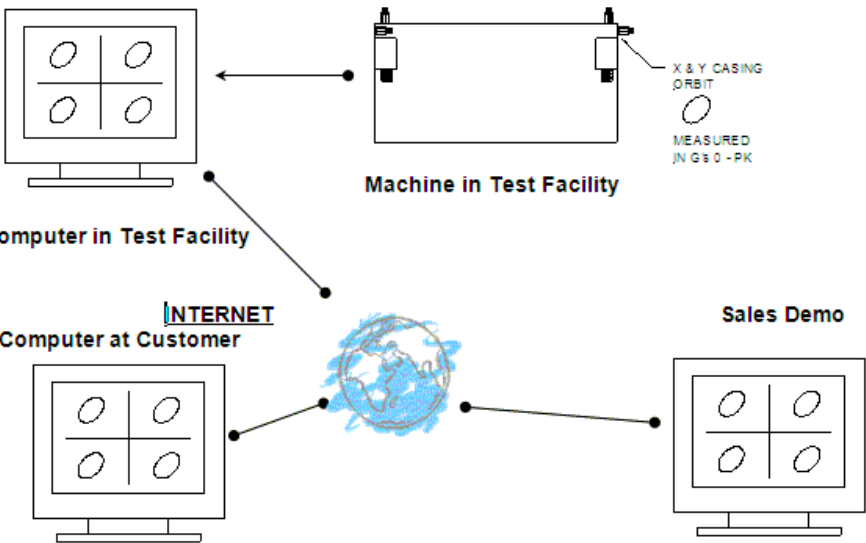 X & Y CASING
ORBIT
MEASURED
IN G's 0 - PK
Machine in Test Facility
omputer in Test Facility
INTERNET
Computer at Customer
Sales Demo